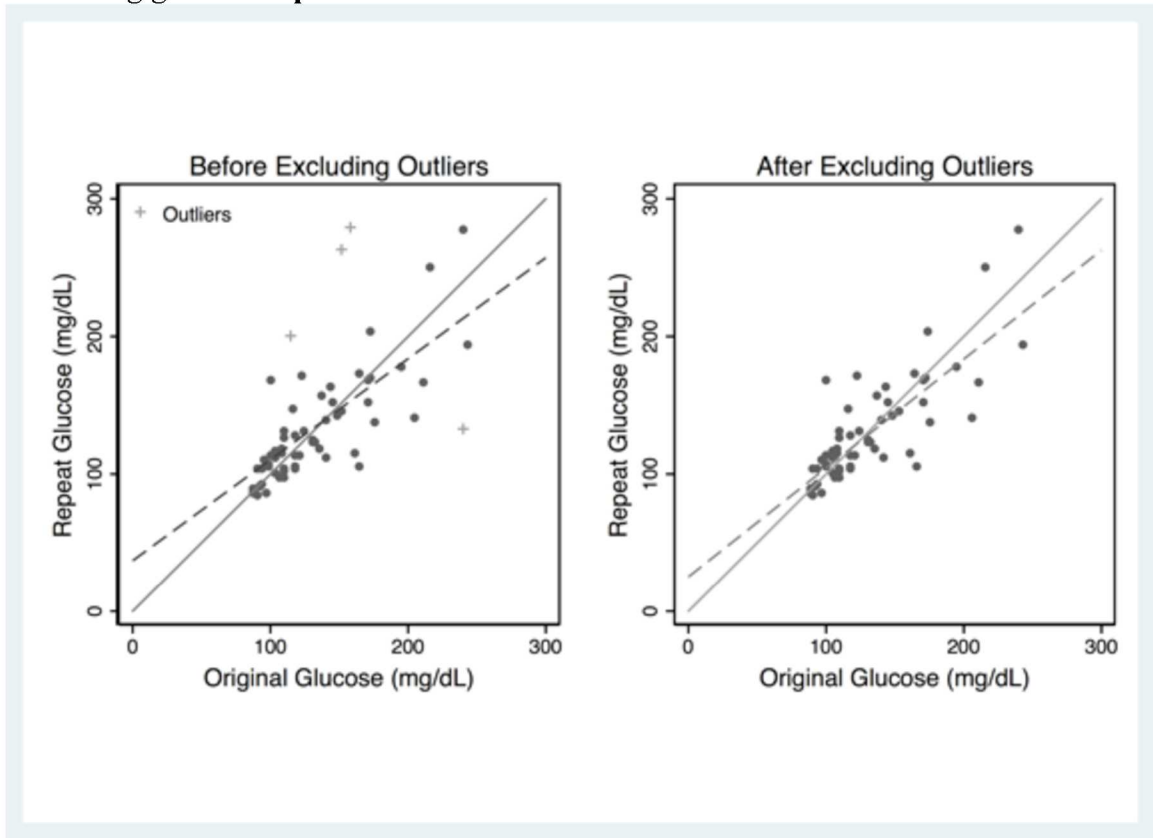 Before Excluding Outliers
+ Outliers
Repeat Glucose (mg/dL)
0
100
200
300
0
100
200
300
Original Glucose (mg/dL)
After Excluding Outliers
Repeat Glucose (mg/dL)
0
100
200
300
0
100
200
300
Original Glucose (mg/dL)